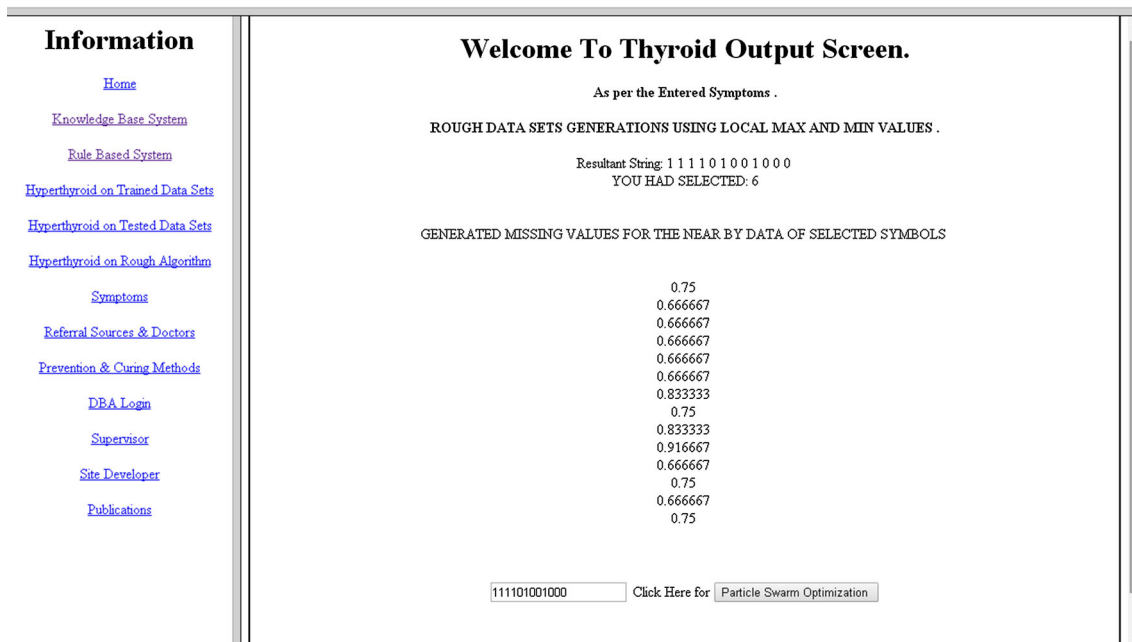 Information
Home
Knowledge Base System
Rule Based System
Hyperthyroid on Trained Data Sets
Hyperthyroid on Tested Data Sets
Hyperthyroid on Rough Algorithm
Symptoms
Referral Sources & Doctors
Prevention & Curing Methods
DBA Login
Supervisor
Site Developer
Publications
Welcome To Thyroid Output Screen.
As per the Entered Symptoms .
ROUGH DATA SETS GENERATIONS USING LOCAL MAX AND MIN VALUES .
Resultant String: 1 1 1 1 0 1 0 0 1 0 0 0
YOU HAD SELECTED: 6
GENERATED MISSING VALUES FOR THE NEAR BY DATA OF SELECTED SYMBOLS
0.75
0.666667
0.666667
0.666667
0.666667
0.666667
0.833333
0.75
0.833333
0.916667
0.666667
0.75
0.666667
0.75
111101001000 Click Here for Particle Swarm Optimization